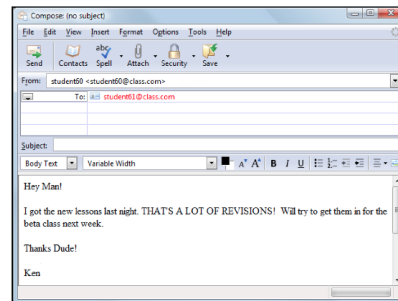 Compose: (no subject)
File Edit View Insert Format Options Tools Help
Send Contacts Spell Attach Security Save
From: student60 <student60@class.com>
To: student61@class.com
Subject:
Body Text Variable Width
Hey Man!
I got the new lessons last night. THAT'S A LOT OF REVISIONS! Will try to get them in for the
beta class next week.
Thanks Dude!
Ken